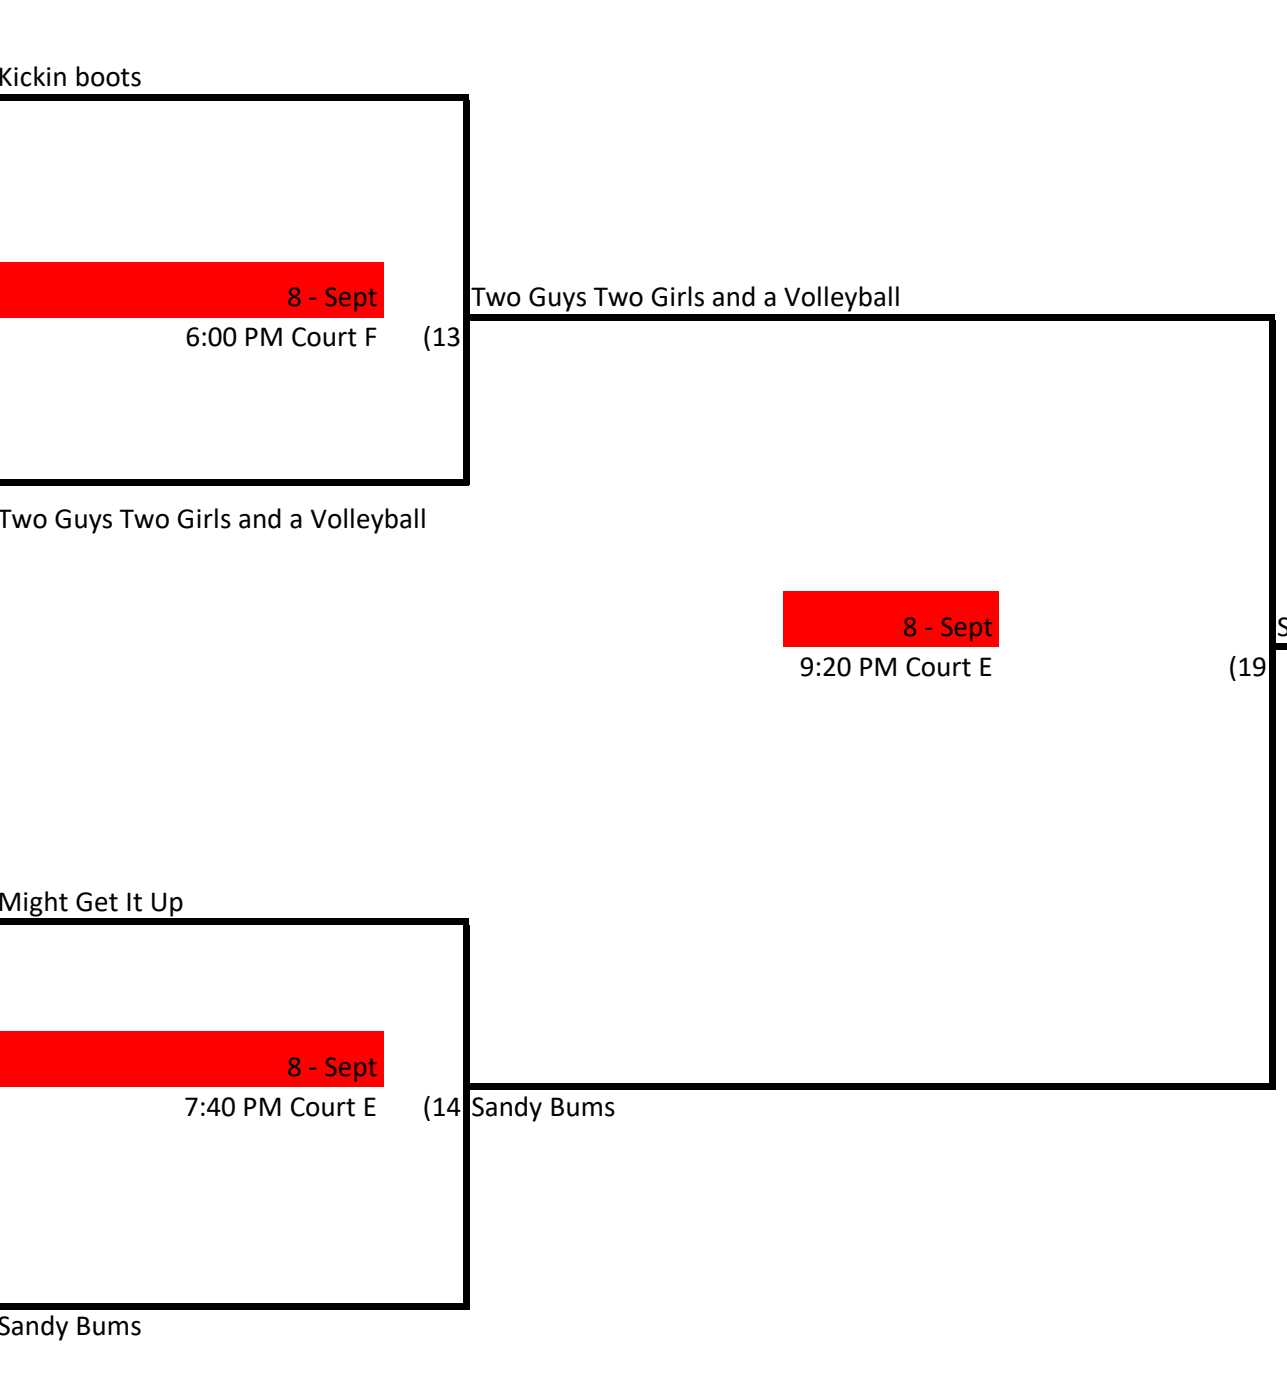 Kickin boots
8 - Sept
Two Guys Two Girls and a Volleyball
6:00 PM Court F (13
Two Guys Two Girls and a Volleyball
8 - Sept
9:20 PM Court E (19
Might Get It Up
8 - Sept
7:40 PM Court E (14
Sandy Bums
Sandy Bums